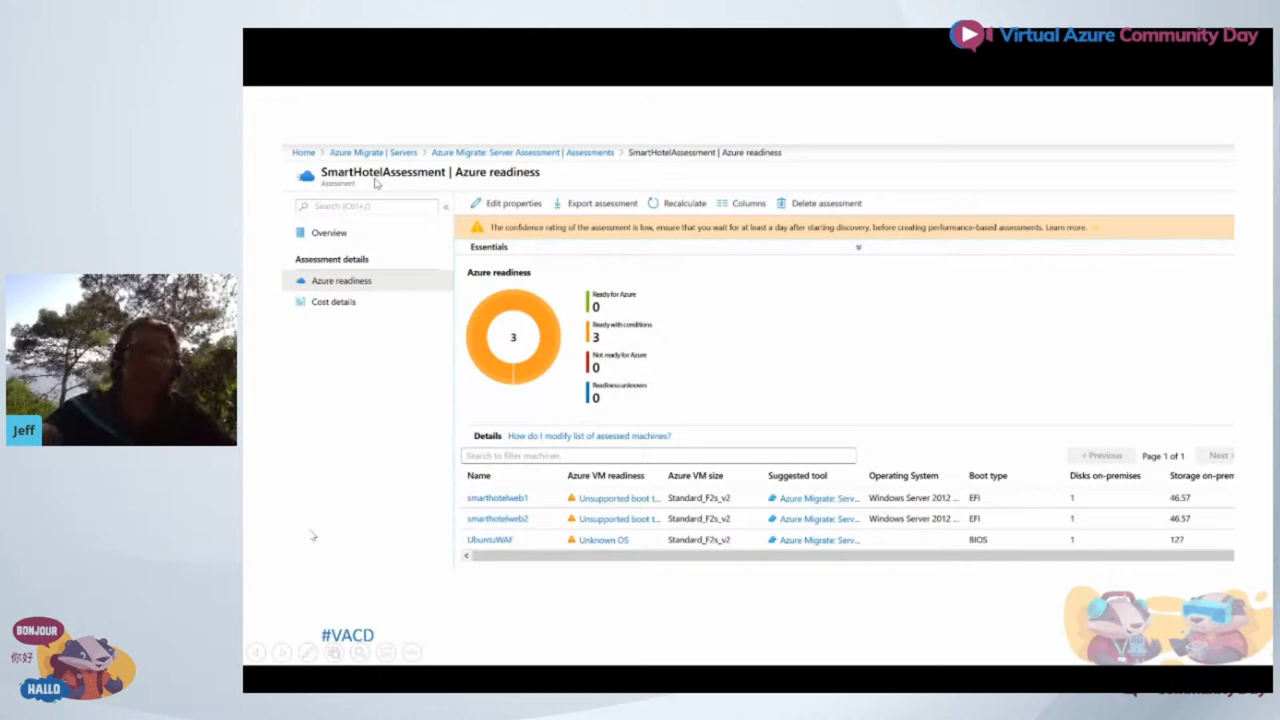 Virtual Azure Community Day
Home > Azure Migrate | Servers > Azure Migrate: Server Assessment | Assessments > SmartHotelAssessment | Azure readiness
SmartHotelAssessment | Azure readiness
Assessment
Search (Ctrl+/)
«
Edit properties
Export assessment
Recalculate
Columns
Delete assessment
The confidence rating of the assessment is low, ensure that you wait for at least a day after starting discovery, before creating performance-based assessments. Learn more.
Overview
Assessment details
Azure readiness
Cost details
Essentials
Azure readiness
3
Ready for Azure
0
Ready with conditions
3
Not ready for Azure
0
Readiness unknown
0
Details How do I modify list of assessed machines?
Search to filter machines.
< Previous Page 1 of 1 Next >
Name Azure VM readiness Azure VM size Suggested tool Operating System Boot type Disks on-premises Storage on-prem
smarthotelweb1 Unsupported boot t... Standard_F2s_v2 Azure Migrate: Serv... Windows Server 2012 ... EFI 1 46.57
smarthotelweb2 Unsupported boot t... Standard_F2s_v2 Azure Migrate: Serv... Windows Server 2012 ... EFI 1 46.57
UbuntuWAF Unknown OS Standard_F2s_v2 Azure Migrate: Serv... BIOS 1 127
Jeff
#VACD
BONJOUR
你好
HALLO